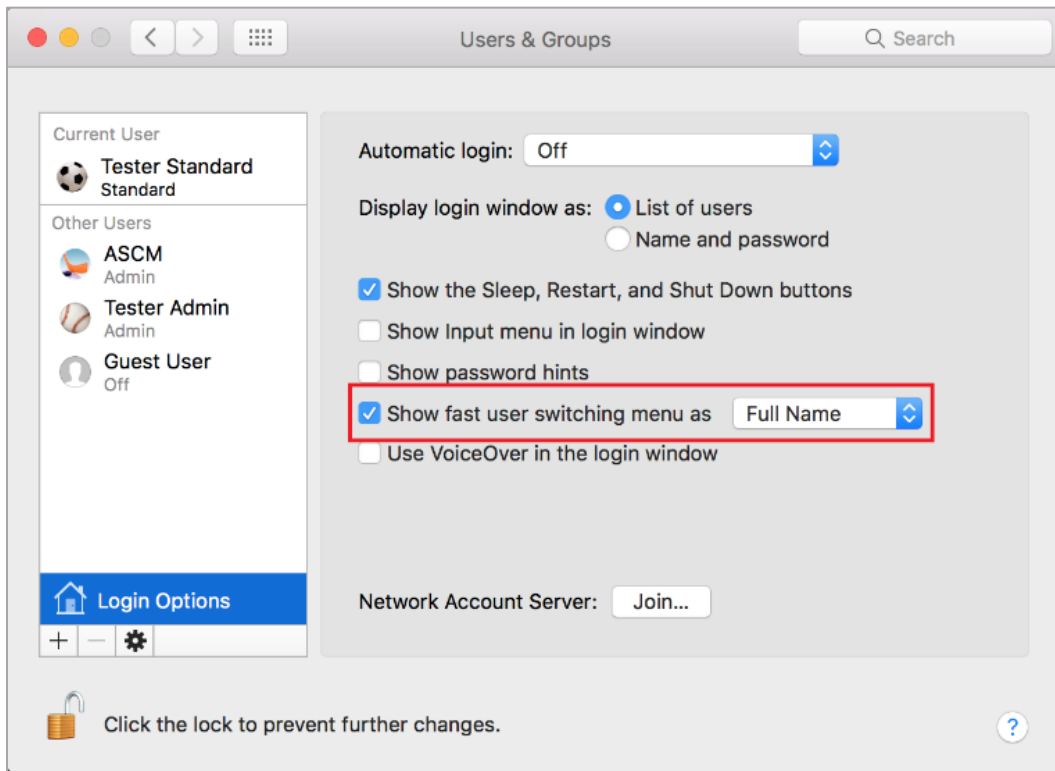 Users & Groups
Search
Current User
Tester Standard
Standard
Other Users
ASCM
Admin
Tester Admin
Admin
Guest User
Off
Login Options
Automatic login: Off
Display login window as: List of users
Name and password
Show the Sleep, Restart, and Shut Down buttons
Show Input menu in login window
Show password hints
Show fast user switching menu as Full Name
Use VoiceOver in the login window
Network Account Server: Join...
Click the lock to prevent further changes.
?